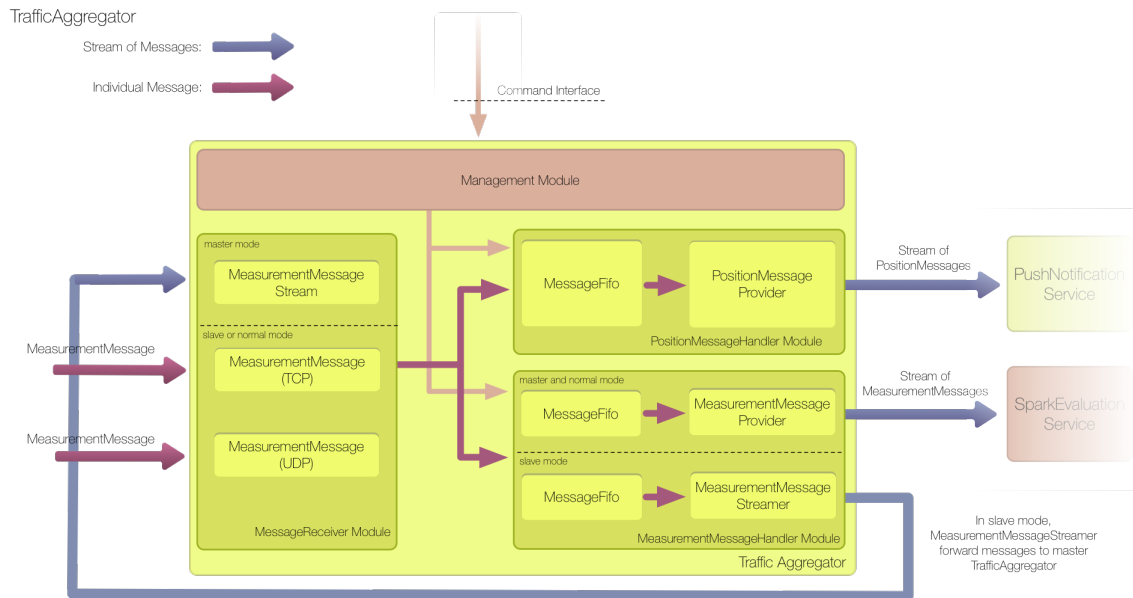 TrafficAggregator
Stream of Messages:
Individual Message:
Command Interface
Management Module
master mode
MeasurementMessage
Stream
slave or normal mode
MeasurementMessage
(TCP)
MeasurementMessage
(UDP)
MessageReceiver Module
MeasurementMessage
MeasurementMessage
MessageFifo
PositionMessage
Provider
PositionMessageHandler Module
master and normal mode
MessageFifo
MeasurementMessage
Provider
slave mode
MessageFifo
MeasurementMessage
Streamer
MeasurementMessageHandler Module
Traffic Aggregator
Stream of
PositionMessages
PushNotification
Service
Stream of
MeasurementMessages
SparkEvaluation
Service
In slave mode,
MeasurementMessageStreamer
forward messages to master
TrafficAggregator